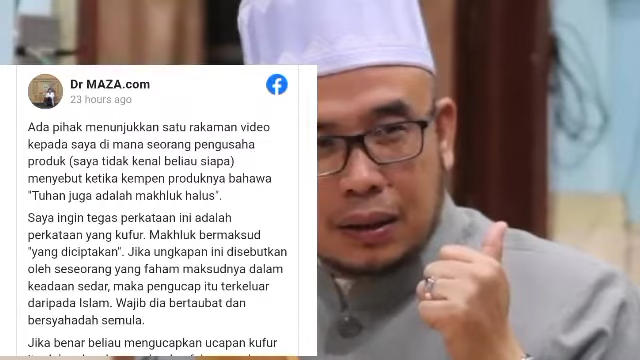 Dr MAZA.com
23 hours ago
Ada pihak menunjukkan satu rakaman video
kepada saya di mana seorang pengusaha
produk (saya tidak kenal beliau siapa)
menyebut ketika kempen produknya bahawa
"Tuhan juga adalah makhluk halus".
Saya ingin tegas perkataan ini adalah
perkataan yang kufur. Makhluk bermaksud
"yang diciptakan". Jika ungkapan ini disebutkan
oleh seseorang yang faham maksudnya dalam
keadaan sedar, maka pengucap itu terkeluar
daripada Islam. Wajib dia bertaubat dan
bersyahadah semula.
Jika benar beliau mengucapkan ucapan kufur